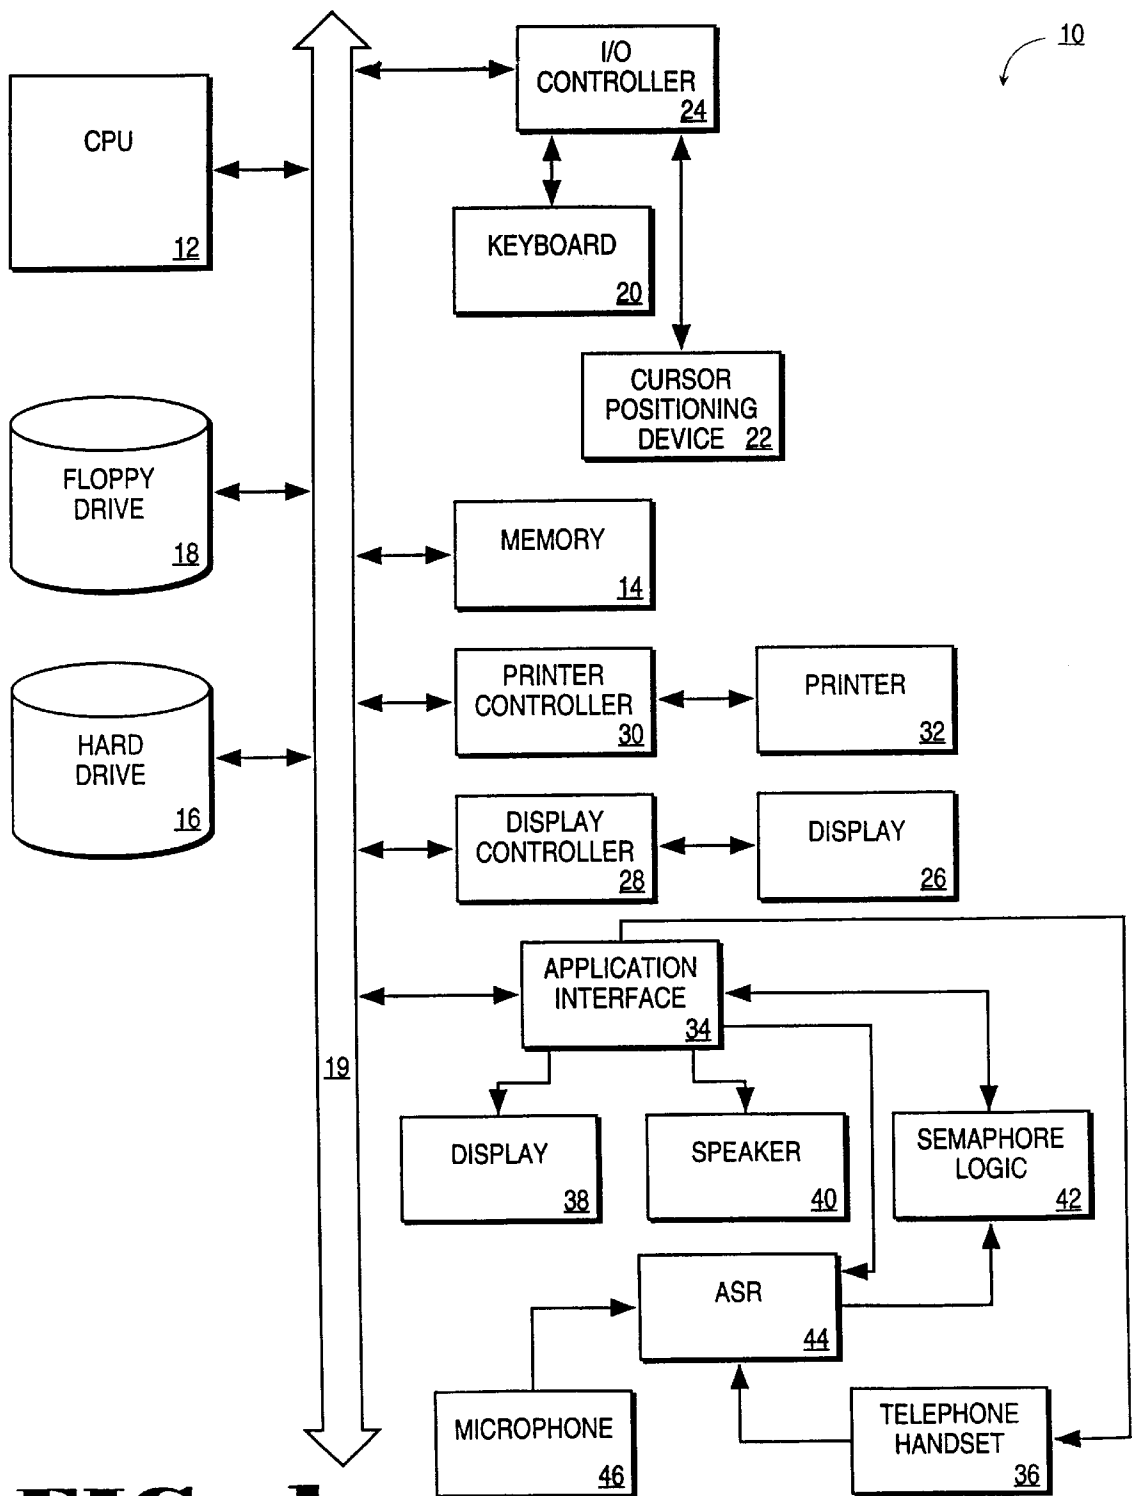 10
I/O
CONTROLLER
24
CPU
12
KEYBOARD
20
CURSOR
POSITIONING
DEVICE 22
FLOPPY
DRIVE
18
MEMORY
14
PRINTER
CONTROLLER
30
PRINTER
32
HARD
DRIVE
16
DISPLAY
CONTROLLER
28
DISPLAY
26
APPLICATION
INTERFACE
34
19
DISPLAY
38
SPEAKER
40
SEMAPHORE
LOGIC
42
ASR
44
MICROPHONE
46
TELEPHONE
HANDSET
36